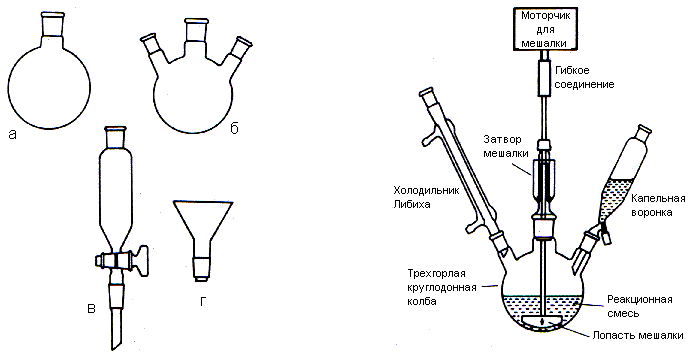 а
б
в
г
Моторчик
для
мешалки
Гибкое
соединение
Затвор
мешалки
Холодильник
Либиха
Капельная
воронка
Трехгорлая
круглодонная
колба
Реакционная
смесь
Лопасть мешалки